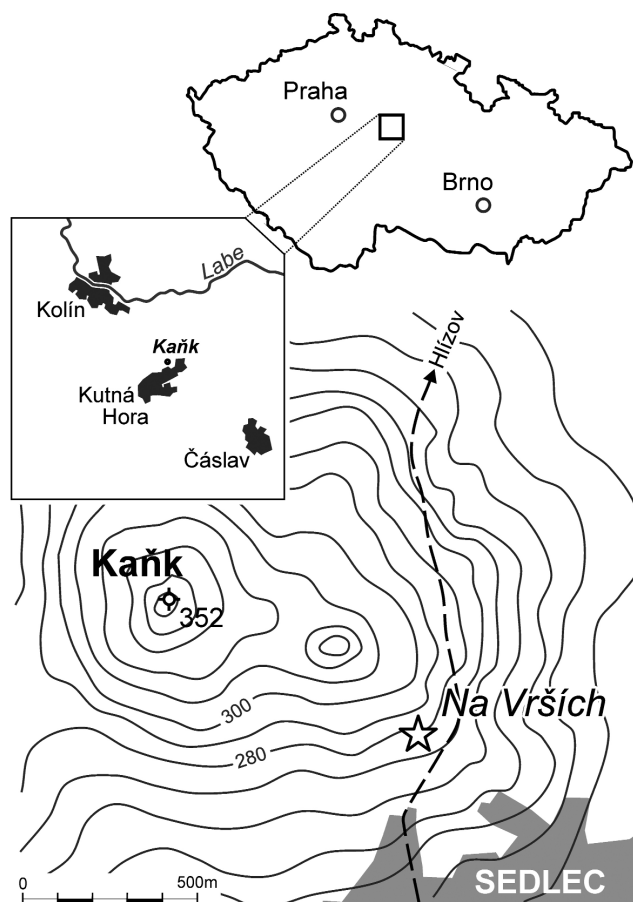 Praha
Brno
Labe
Kolín
Kaňk
Kutná
Hora
Čáslav
Hlízov
Kaňk
352
Na Vrších
300
280
0
500m
SEDLEC